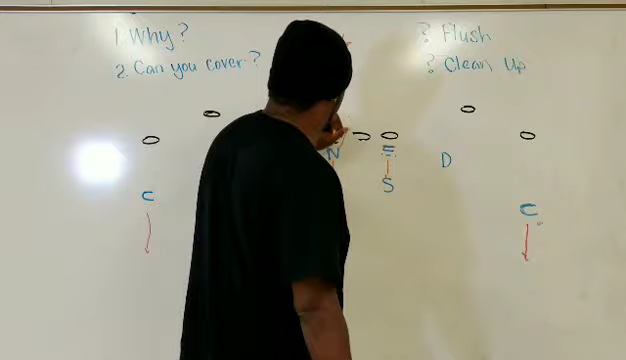 1 Why?
2. Can you cover?
? Flush
? Clean Up
N E D
S
C C